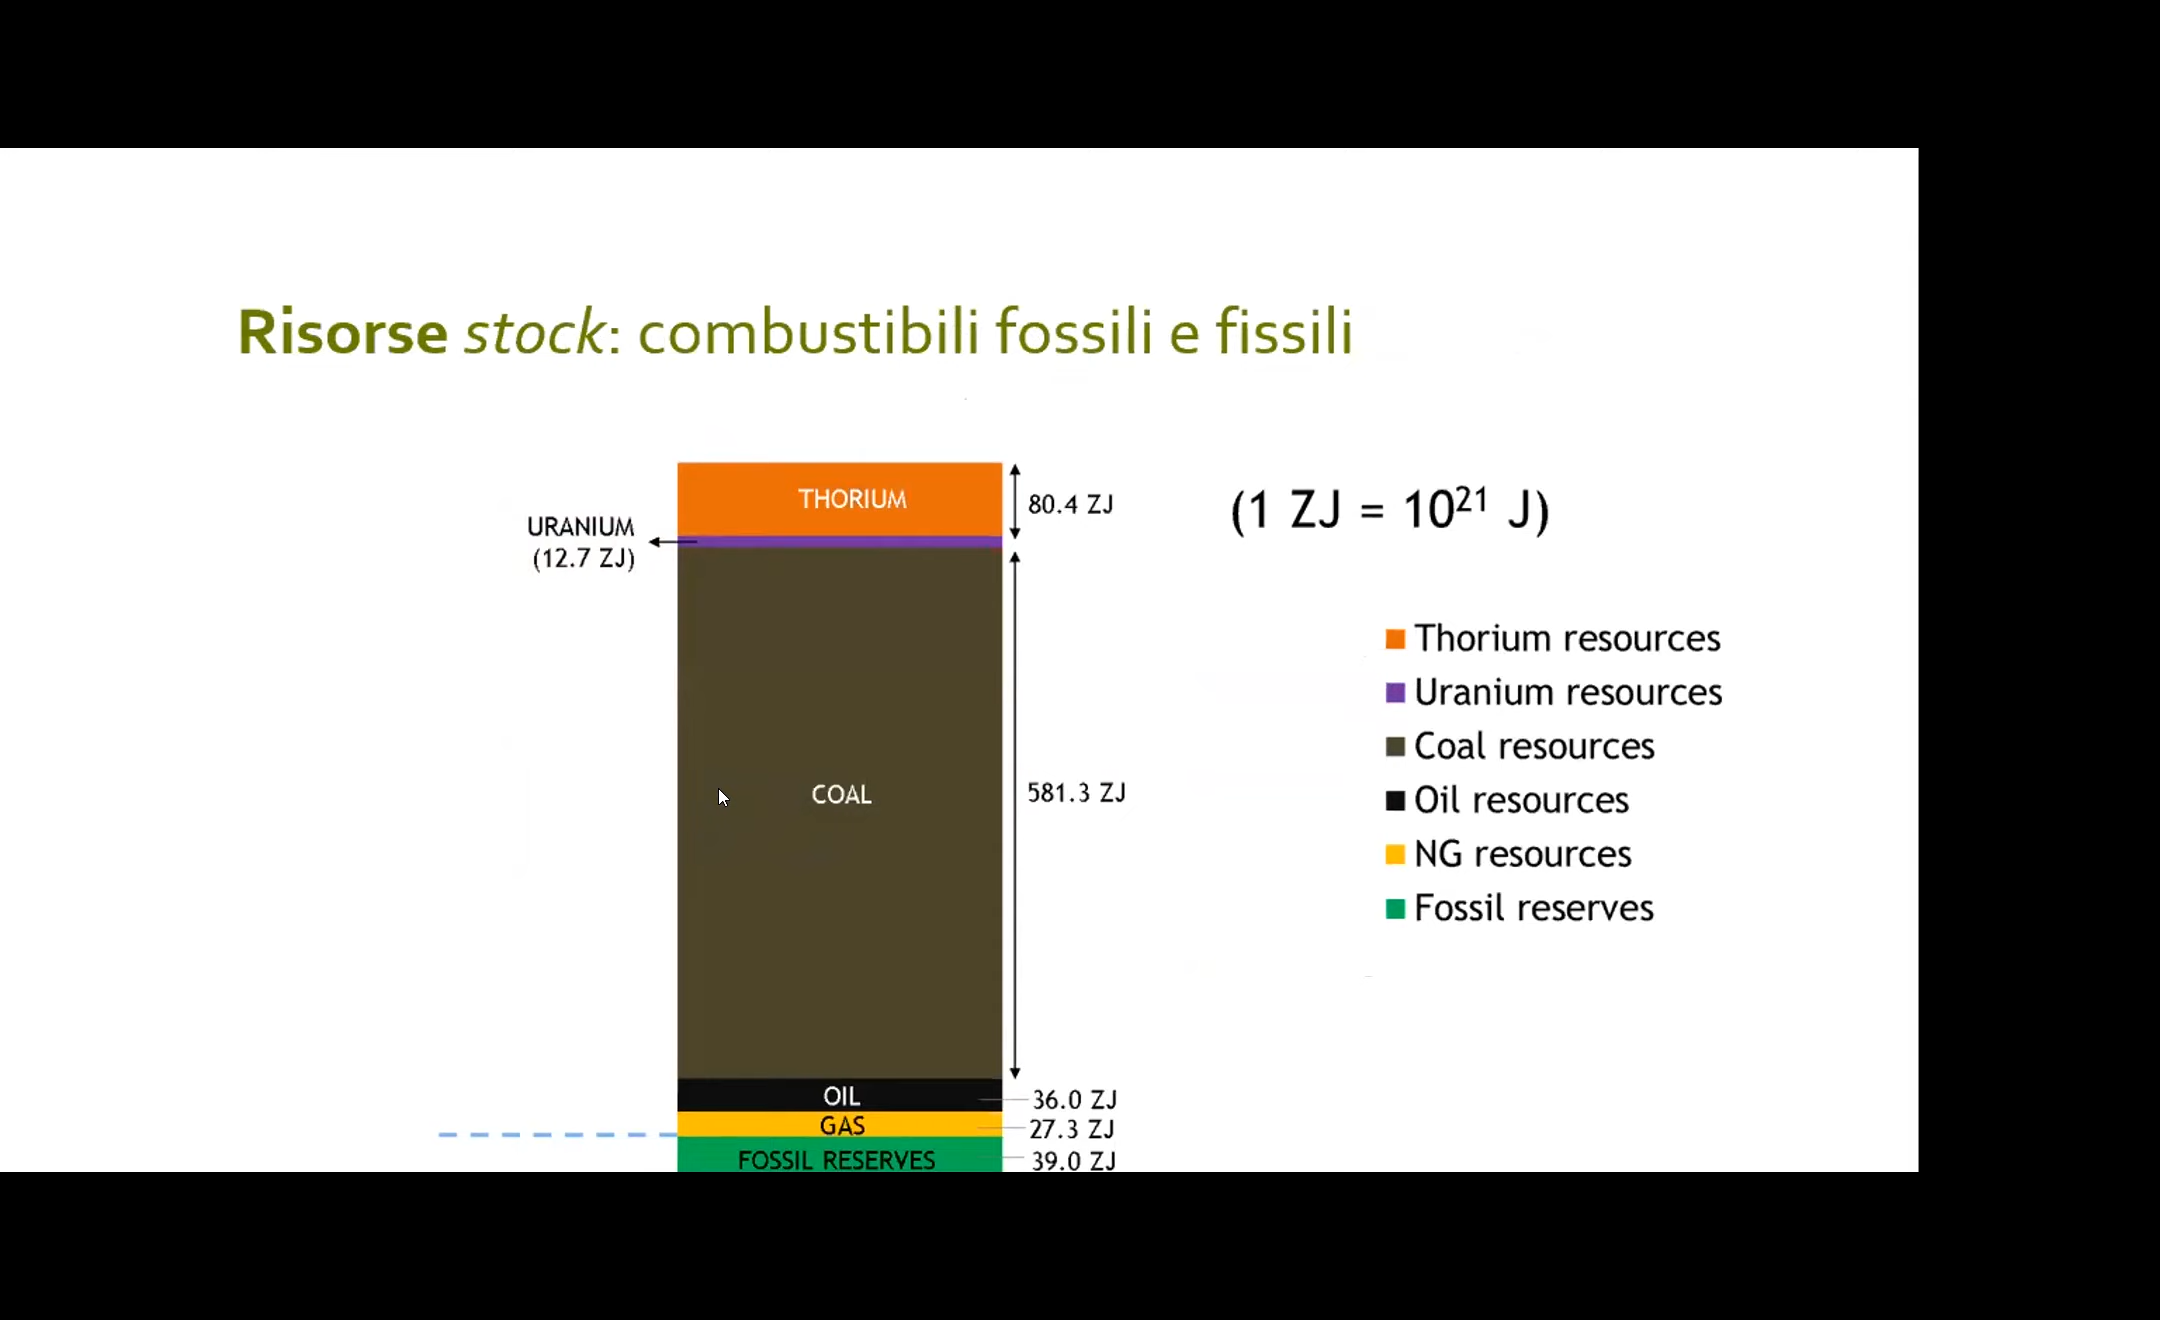 Risorse stock: combustibili fossili e fissili
THORIUM
80.4 ZJ
(1 ZJ = 10²¹ J)
URANIUM
(12.7 ZJ)
COAL
581.3 ZJ
Thorium resources
Uranium resources
Coal resources
Oil resources
NG resources
Fossil reserves
OIL
36.0 ZJ
GAS
27.3 ZJ
FOSSIL RESERVES
39.0 ZJ